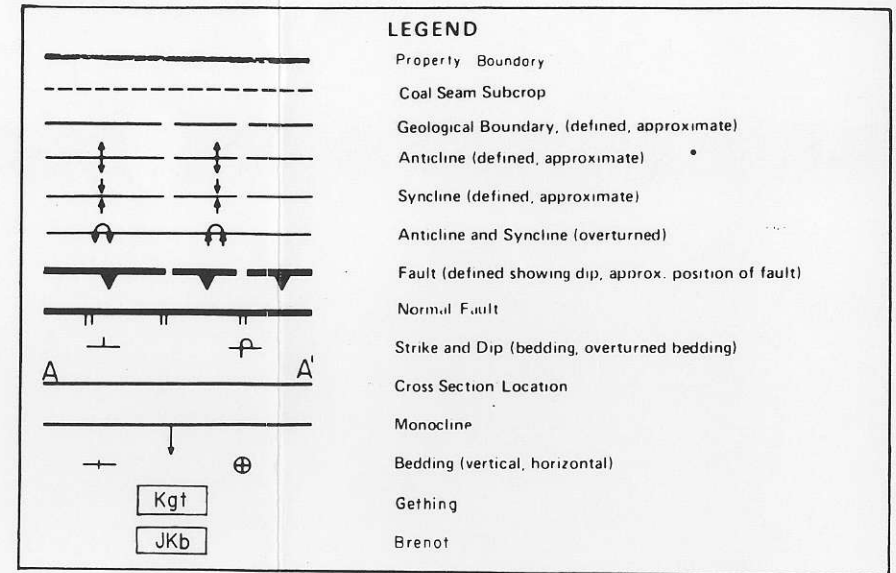 LEGEND
Property Boundory
Coal Seam Subcrop
Geological Boundary, (defined, approximate)
Anticline (defined, approximate)
Syncline (defined, approximate)
Anticline and Syncline (overturned)
Fault (defined showing dip, approx. position of fault)
Normal Fault
Strike and Dip (bedding, overturned bedding)
A A'
Cross Section Location
Monocline
Bedding (vertical, horizontal)
Kgt Gething
JKb Brenot